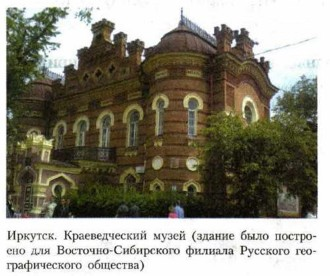 Иркутск. Краеведческий музей (здание было постро-
ено для Восточно-Сибирского филиала Русского гео-
графического общества)